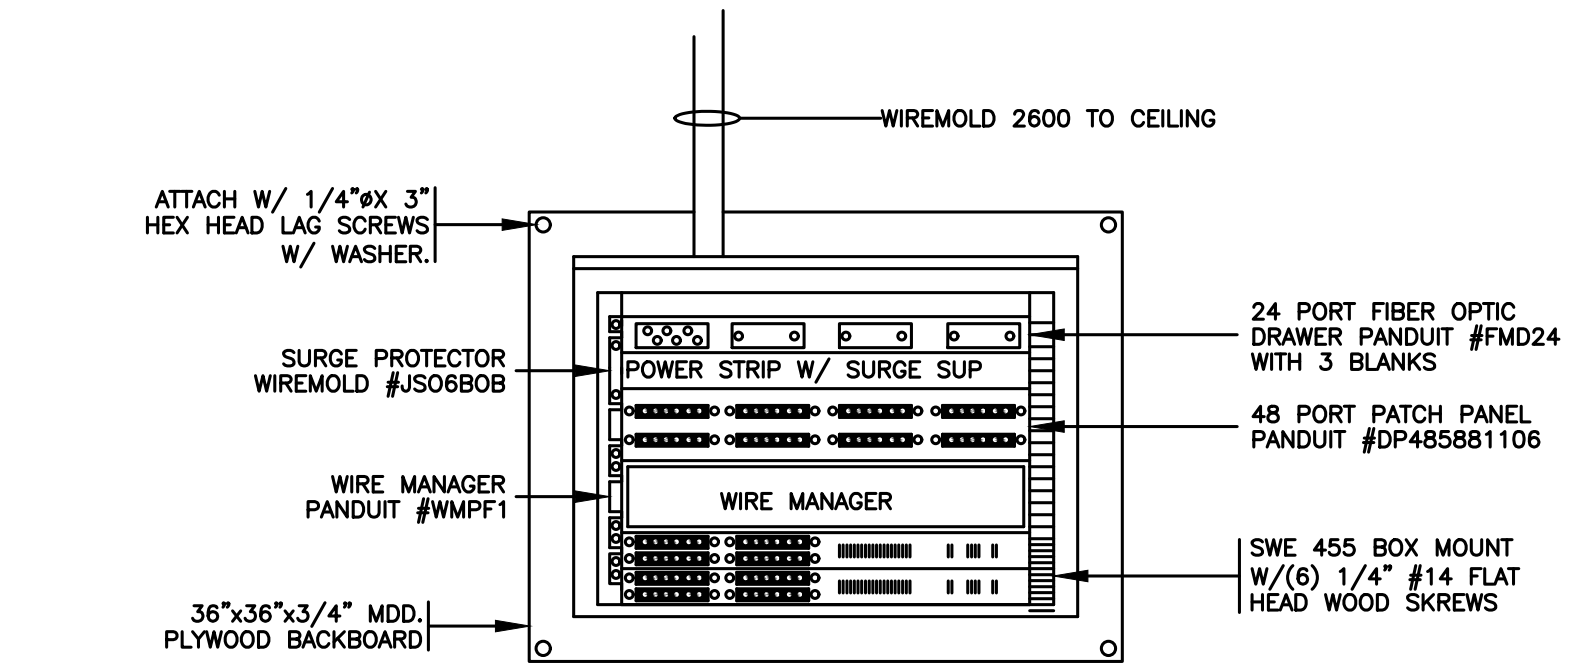 WIREMOLD 2600 TO CEILING
ATTACH W/ 1/4"øX 3"
HEX HEAD LAG SCREWS
W/ WASHER.
24 PORT FIBER OPTIC
DRAWER PANDUIT #FMD24
WITH 3 BLANKS
SURGE PROTECTOR
WIREMOLD #JS06B0B
POWER STRIP W/ SURGE SUP
48 PORT PATCH PANEL
PANDUIT #DP485881106
WIRE MANAGER
PANDUIT #WMPF1
WIRE MANAGER
SWE 455 BOX MOUNT
W/(6) 1/4" #14 FLAT
HEAD WOOD SKREWS
36"x36"x3/4" MDD.
PLYWOOD BACKBOARD